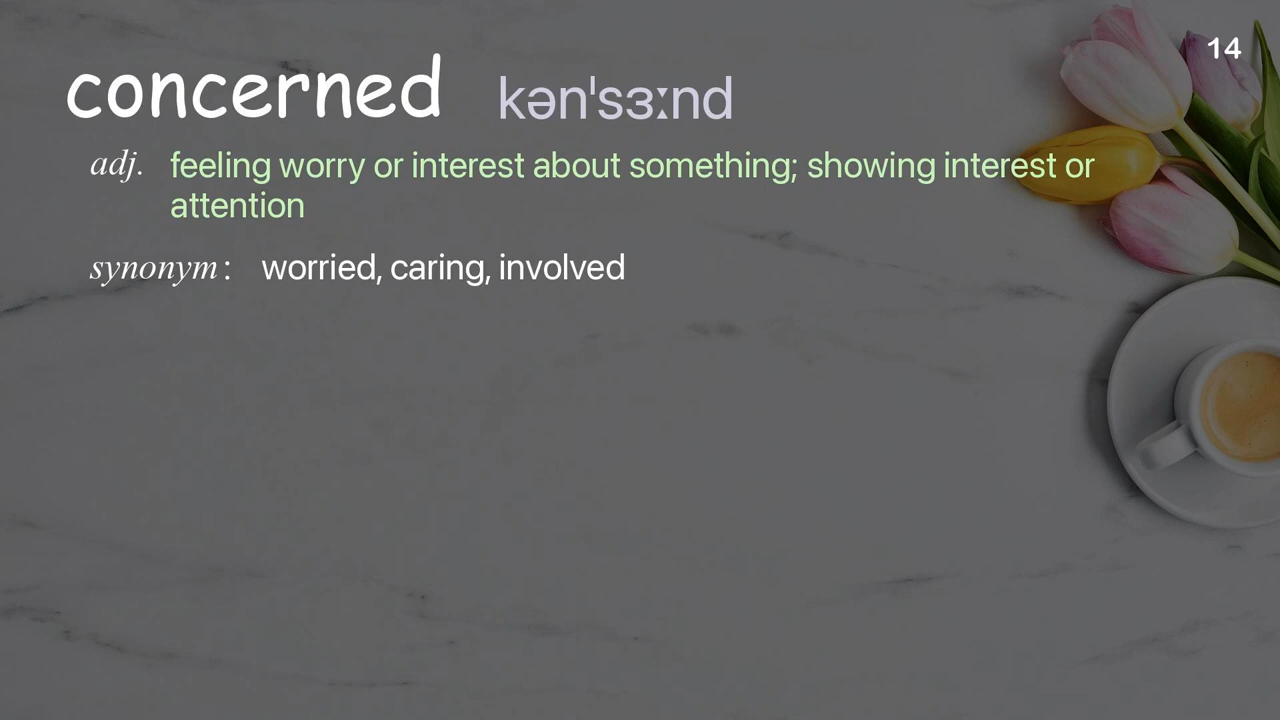 14
concerned kən'sɜːnd
adj. feeling worry or interest about something; showing interest or
attention
synonym: worried, caring, involved